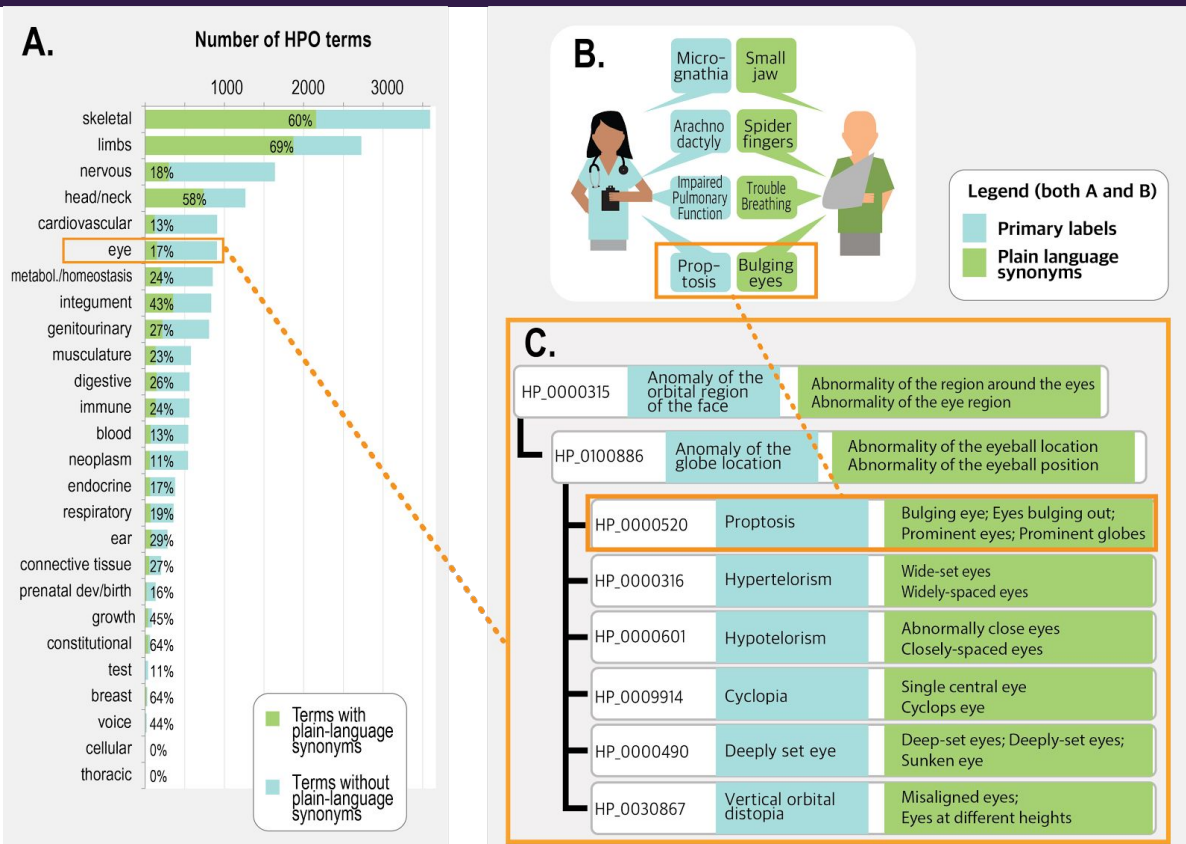 A.
Number of HPO terms
1000 2000 3000
skeletal 60%
limbs 69%
nervous 18%
head/neck 58%
cardiovascular 13%
eye 17%
metabol./homeostasis 24%
integument 43%
genitourinary 27%
musculature 23%
digestive 26%
immune 24%
blood 13%
neoplasm 11%
endocrine 17%
respiratory 19%
ear 29%
connective tissue 27%
prenatal dev/birth 16%
growth 45%
constitutional 64%
test 11%
breast 64%
voice 44%
cellular 0%
thoracic 0%
Terms with
plain-language
synonyms
Terms without
plain-language
synonyms
B.
Micro-
gnathia
Small
jaw
Arachno
dactyly
Spider
fingers
Impaired
Pulmonary
Function
Trouble
Breathing
Prop-
tosis
Bulging
eyes
Legend (both A and B)
Primary labels
Plain language
synonyms
C.
HP_0000315
Anomaly of the
orbital region
of the face
Abnormality of the region around the eyes
Abnormality of the eye region
HP_0100886
Anomaly of the
globe location
Abnormality of the eyeball location
Abnormality of the eyeball position
HP_0000520
Proptosis
Bulging eye; Eyes bulging out;
Prominent eyes; Prominent globes
HP_0000316
Hypertelorism
Wide-set eyes
Widely-spaced eyes
HP_0000601
Hypotelorism
Abnormally close eyes
Closely-spaced eyes
HP_0009914
Cyclopia
Single central eye
Cyclops eye
HP_0000490
Deeply set eye
Deep-set eyes; Deeply-set eyes;
Sunken eye
HP_0030867
Vertical orbital
distopia
Misaligned eyes;
Eyes at different heights